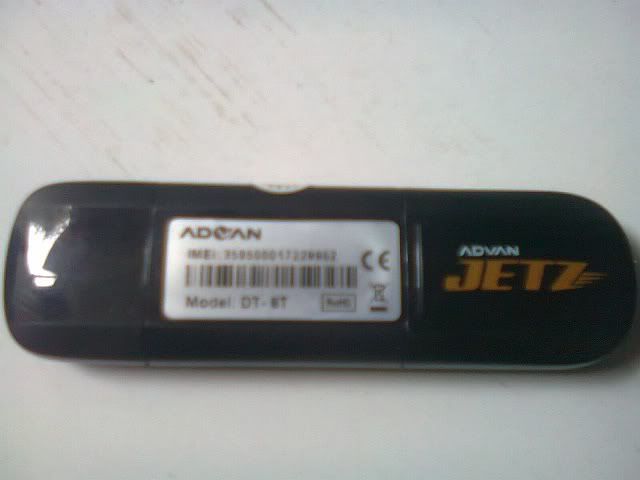 ADVAN
IMEI:
CE
Model: DT-8T
RoHS
ADVAN
JETZ